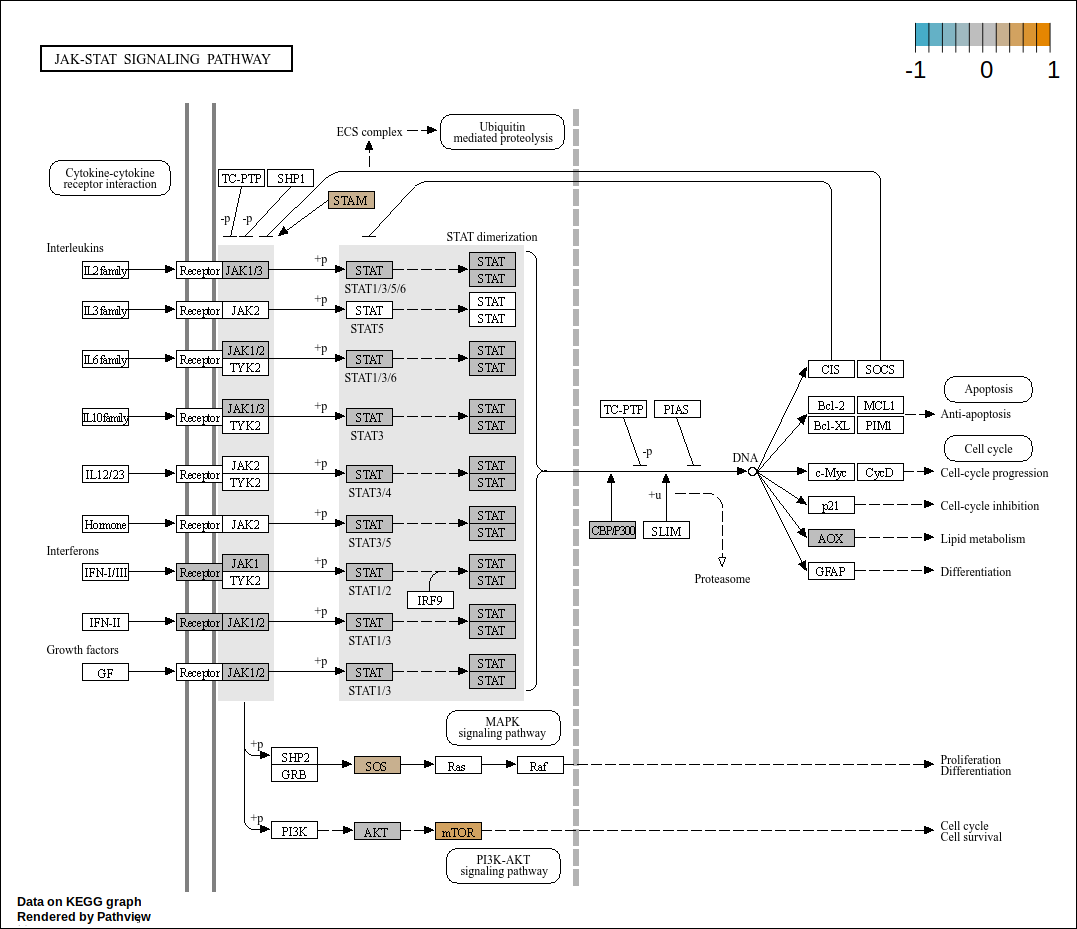 JAK-STAT SIGNALING PATHWAY
-1 0 1
ECS complex
Ubiquitin
mediated proteolysis
Cytokine-cytokine
receptor interaction
TC-PTP SHP1
STAM
-p -p
Interleukins
STAT dimerization
IL2 family Receptor JAK1/3 +p STAT STAT
STAT
STAT1/3/5/6
IL3 family Receptor JAK2 +p STAT STAT
STAT
STAT5
IL6 family Receptor JAK1/2 +p STAT STAT
TYK2 STAT
STAT1/3/6
IL10 family Receptor JAK1/3 +p STAT STAT
TYK2 STAT
STAT3
IL12/23 Receptor JAK2 +p STAT STAT
TYK2 STAT
STAT3/4
Hormone Receptor JAK2 +p STAT STAT
STAT
STAT3/5
Interferons
IFN-I/III Receptor JAK1 +p STAT STAT
TYK2 STAT
STAT1/2
IRF9
IFN-II Receptor JAK1/2 +p STAT STAT
STAT
STAT1/3
Growth factors
GF Receptor JAK1/2 +p STAT STAT
STAT
STAT1/3
TC-PTP PIAS
-p
+u
CBP/P300 SLIM
Proteasome
DNA
CIS SOCS
Apoptosis
Bcl-2 MCL1
Anti-apoptosis
Bcl-XL PIM1
Cell cycle
c-Myc CycD Cell-cycle progression
p21 Cell-cycle inhibition
AOX Lipid metabolism
GFAP Differentiation
MAPK
signaling pathway
+p
SHP2
GRB
SOS Ras Raf
Proliferation
Differentiation
+p
PI3K AKT mTOR
Cell cycle
Cell survival
PI3K-AKT
signaling pathway
Data on KEGG graph
Rendered by Pathview